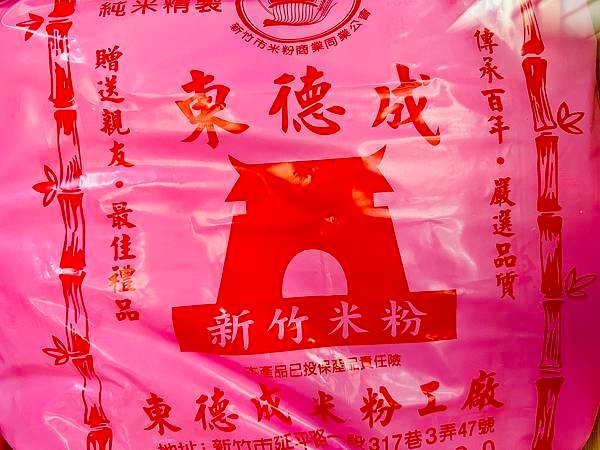 純米精製
新竹市米粉商業同業公會
東德成
傳承百年・嚴選品質
贈送親友・最佳禮品
新竹米粉
本產品已投保產品責任險
東德成米粉工廠
地址：新竹市延平路一段317巷3弄47號